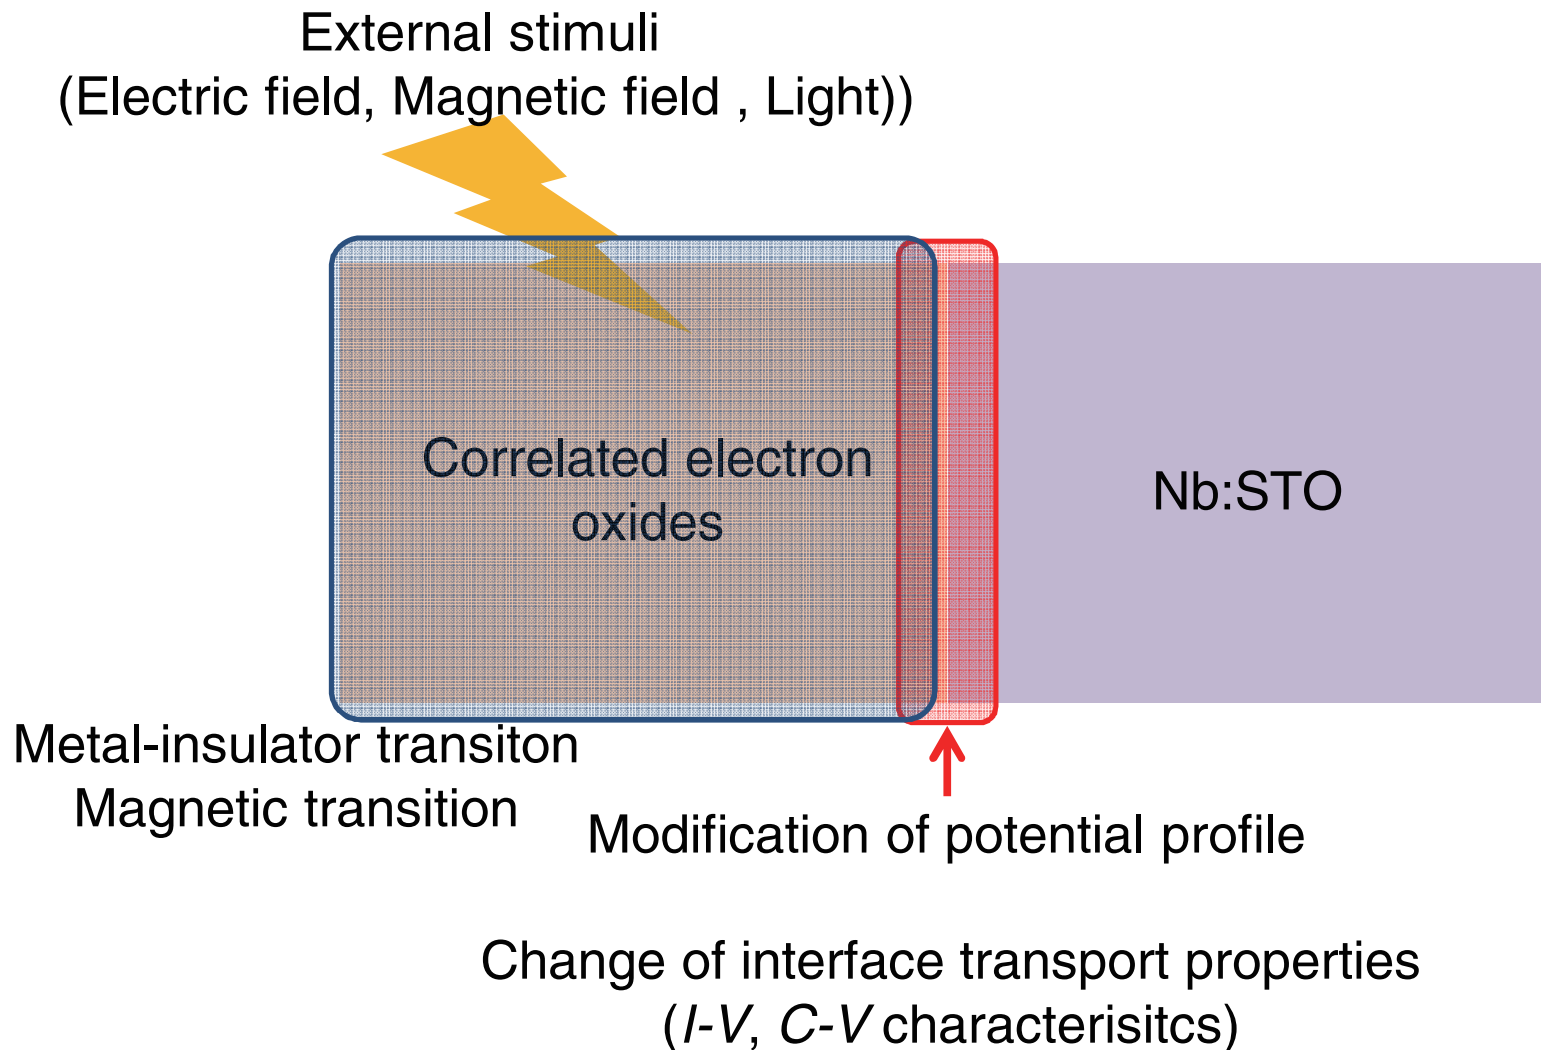 External stimuli
(Electric field, Magnetic field , Light))
Correlated electron
oxides
Nb:STO
Metal-insulator transiton
Magnetic transition
Modification of potential profile
Change of interface transport properties
(I-V, C-V characterisitcs)